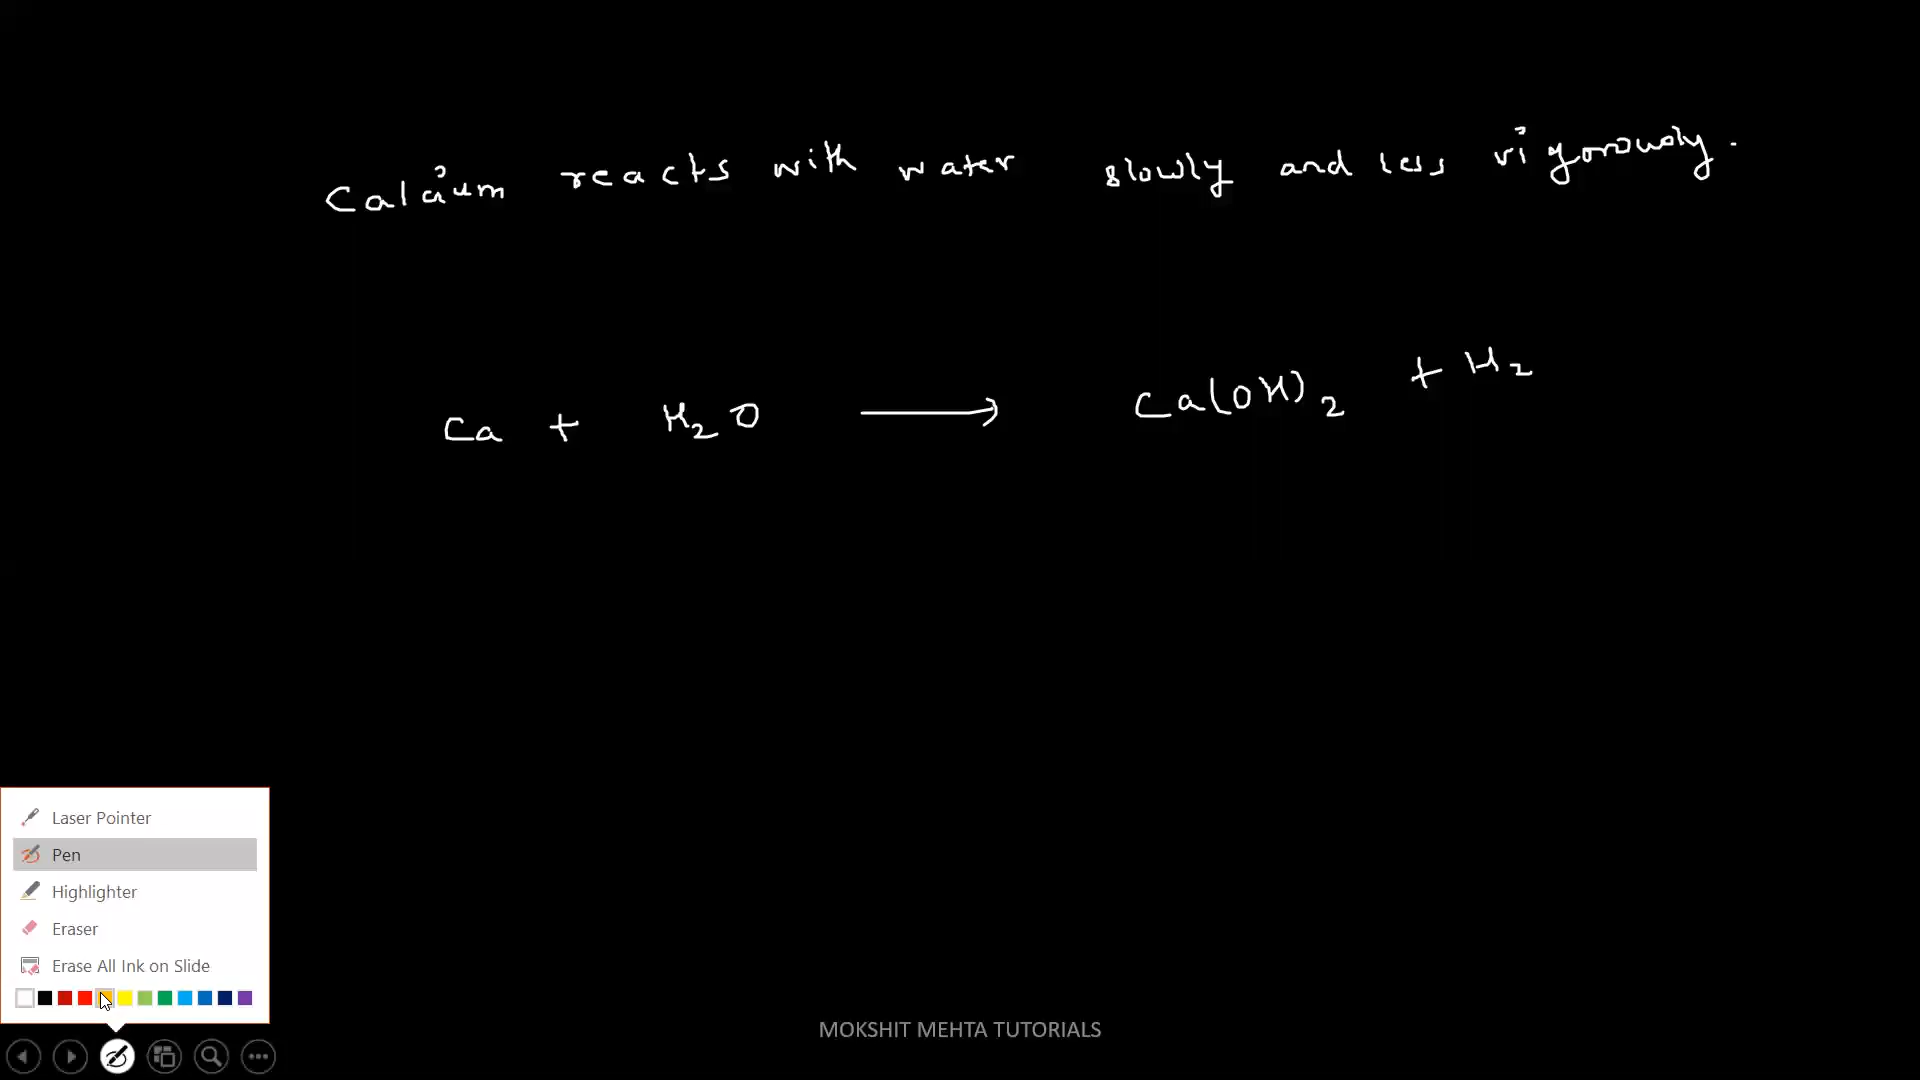 Calcium reacts with water slowly and less vigorously.
Ca + H₂O → Ca(OH)₂ + H₂
Laser Pointer
Pen
Highlighter
Eraser
Erase All Ink on Slide
MOKSHIT MEHTA TUTORIALS